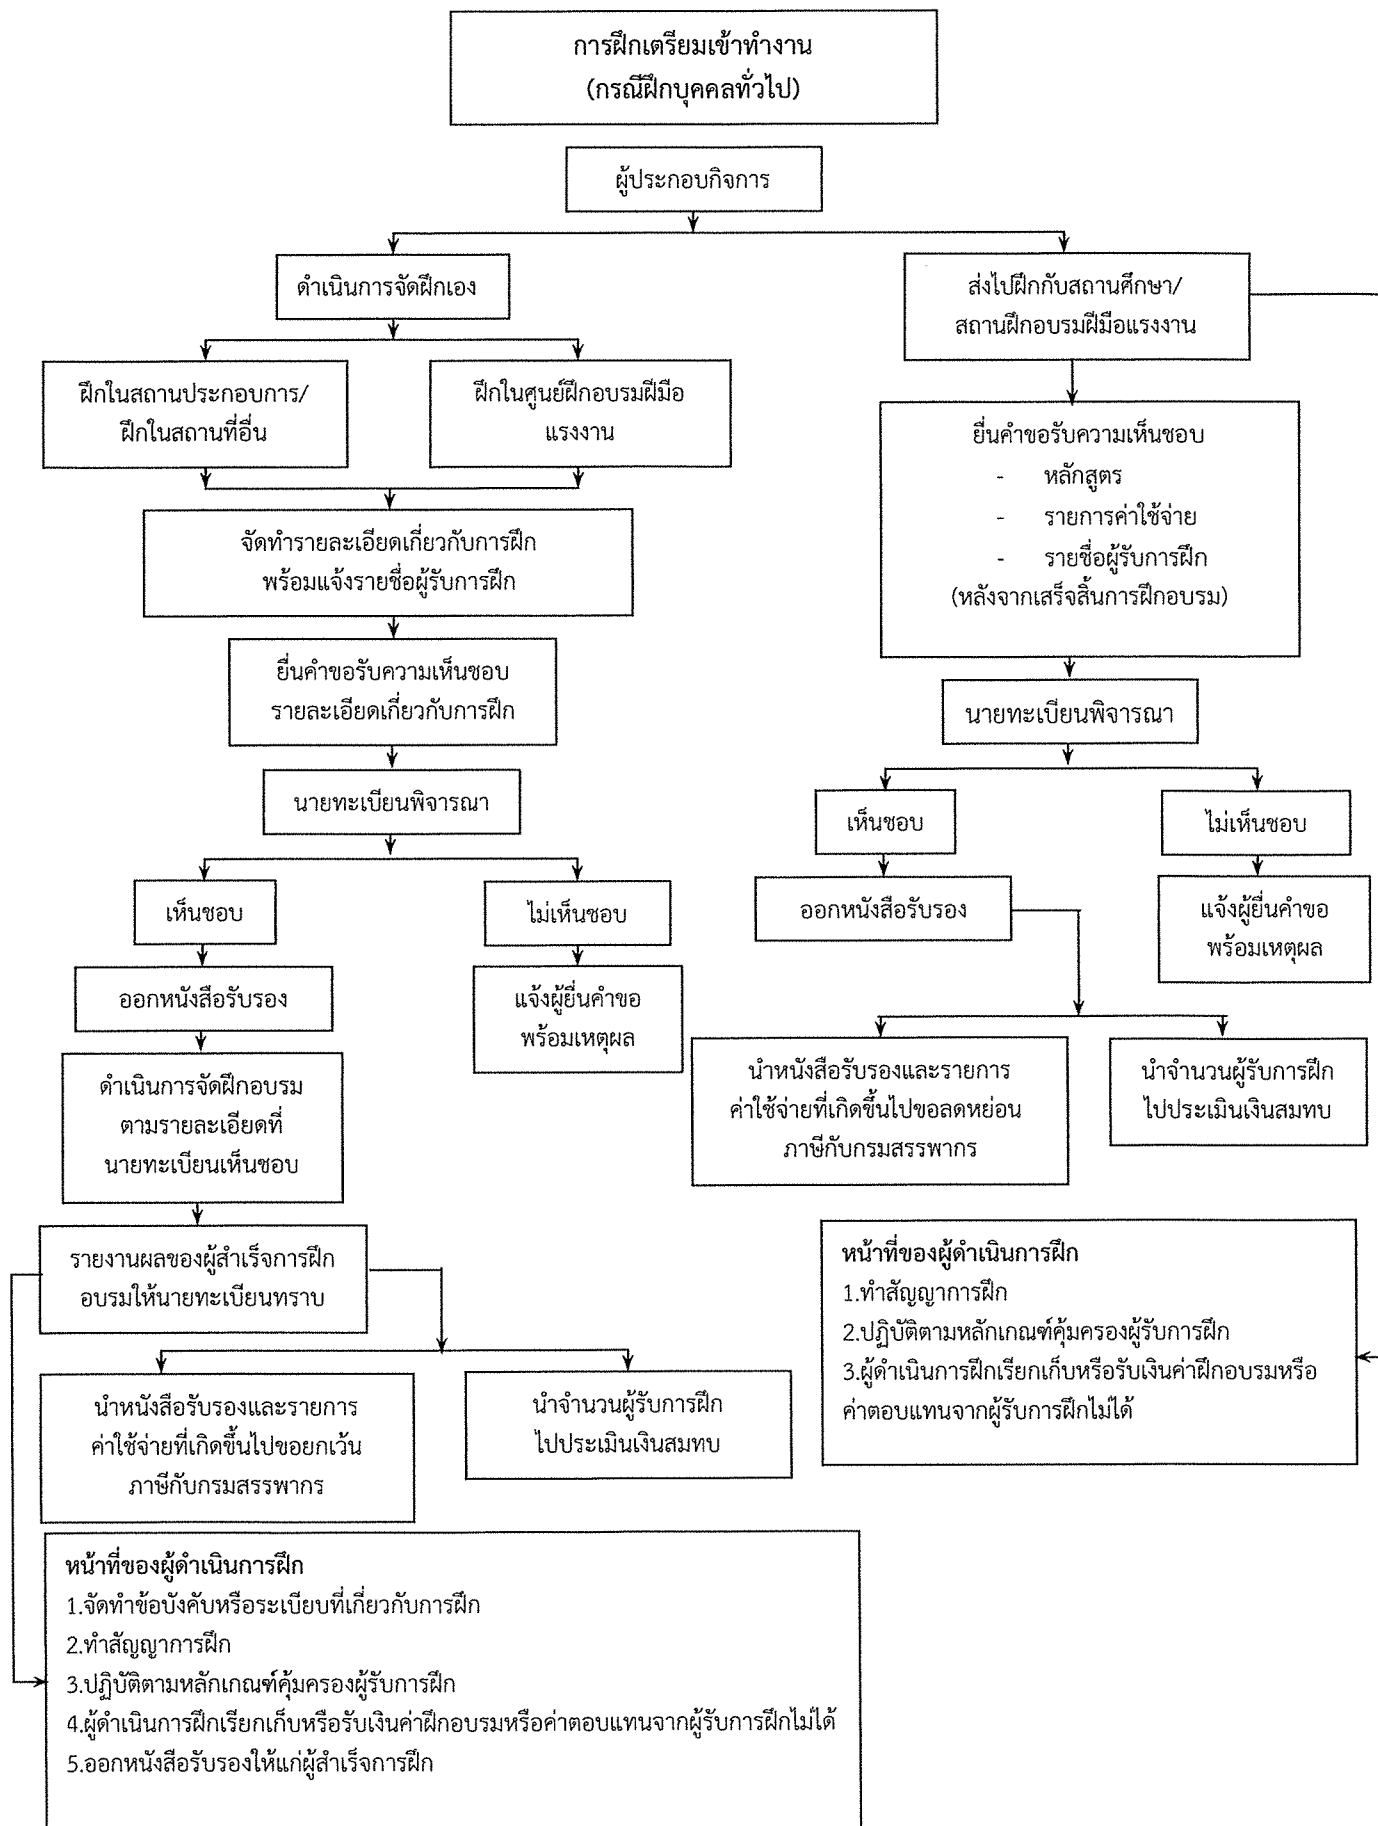 การฝึกเตรียมเข้าทำงาน
(กรณีฝึกบุคคลทั่วไป)
ผู้ประกอบกิจการ
ดำเนินการจัดฝึกเอง
ฝึกในสถานประกอบการ/
ฝึกในสถานที่อื่น
ฝึกในศูนย์ฝึกอบรมฝีมือ
แรงงาน
จัดทำรายละเอียดเกี่ยวกับการฝึก
พร้อมแจ้งรายชื่อผู้รับการฝึก
ยื่นคำขอรับความเห็นชอบ
รายละเอียดเกี่ยวกับการฝึก
นายทะเบียนพิจารณา
เห็นชอบ
ไม่เห็นชอบ
ออกหนังสือรับรอง
แจ้งผู้ยื่นคำขอ
พร้อมเหตุผล
ดำเนินการจัดฝึกอบรม
ตามรายละเอียดที่
นายทะเบียนเห็นชอบ
รายงานผลของผู้สำเร็จการฝึก
อบรมให้นายทะเบียนทราบ
นำหนังสือรับรองและรายการ
ค่าใช้จ่ายที่เกิดขึ้นไปขอยกเว้น
ภาษีกับกรมสรรพากร
นำจำนวนผู้รับการฝึก
ไปประเมินเงินสมทบ
หน้าที่ของผู้ดำเนินการฝึก
1.จัดทำข้อบังคับหรือระเบียบที่เกี่ยวกับการฝึก
2.ทำสัญญาการฝึก
3.ปฏิบัติตามหลักเกณฑ์คุ้มครองผู้รับการฝึก
4.ผู้ดำเนินการฝึกเรียกเก็บหรือรับเงินค่าฝึกอบรมหรือค่าตอบแทนจากผู้รับการฝึกไม่ได้
5.ออกหนังสือรับรองให้แก่ผู้สำเร็จการฝึก
ส่งไปฝึกกับสถานศึกษา/
สถานฝึกอบรมฝีมือแรงงาน
ยื่นคำขอรับความเห็นชอบ
- หลักสูตร
- รายการค่าใช้จ่าย
- รายชื่อผู้รับการฝึก
(หลังจากเสร็จสิ้นการฝึกอบรม)
นายทะเบียนพิจารณา
เห็นชอบ
ไม่เห็นชอบ
ออกหนังสือรับรอง
แจ้งผู้ยื่นคำขอ
พร้อมเหตุผล
นำหนังสือรับรองและรายการ
ค่าใช้จ่ายที่เกิดขึ้นไปขอลดหย่อน
ภาษีกับกรมสรรพากร
นำจำนวนผู้รับการฝึก
ไปประเมินเงินสมทบ
หน้าที่ของผู้ดำเนินการฝึก
1.ทำสัญญาการฝึก
2.ปฏิบัติตามหลักเกณฑ์คุ้มครองผู้รับการฝึก
3.ผู้ดำเนินการฝึกเรียกเก็บหรือรับเงินค่าฝึกอบรมหรือ
ค่าตอบแทนจากผู้รับการฝึกไม่ได้